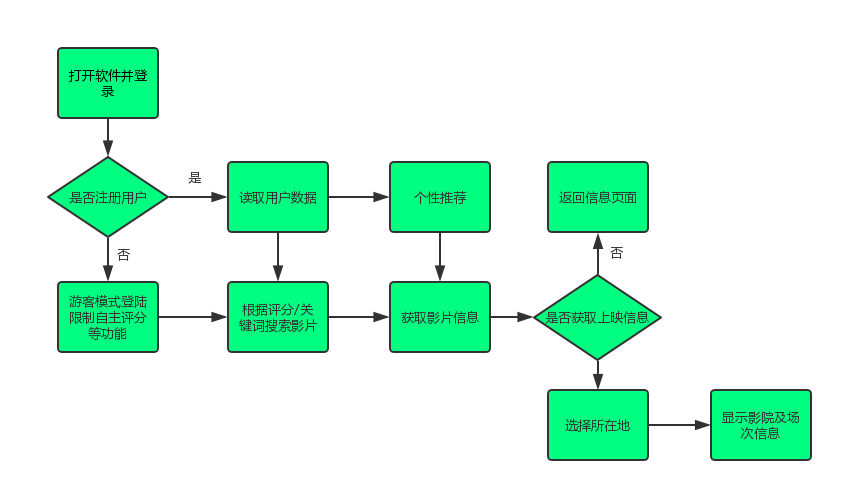 打开软件并登
录
是否注册用户
是
读取用户数据
个性推荐
返回信息页面
否
否
游客模式登陆
限制自主评分
等功能
根据评分/关
键词搜索影片
获取影片信息
是否获取上映信息
选择所在地
显示影院及场
次信息